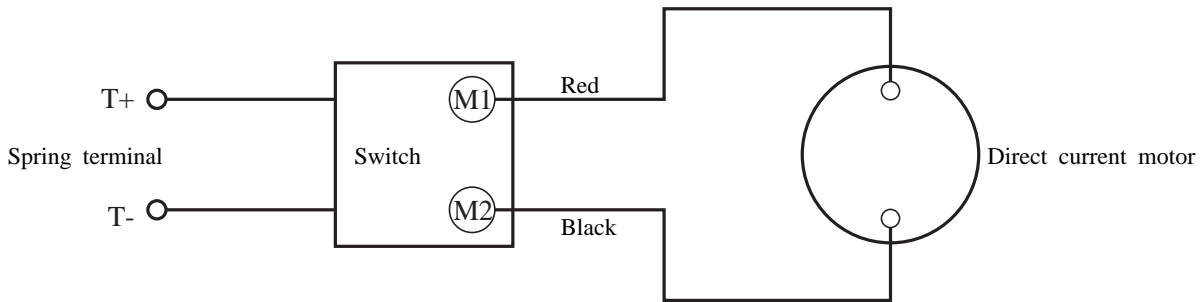 T+
M1
Red
Spring terminal
Switch
Direct current motor
T-
M2
Black